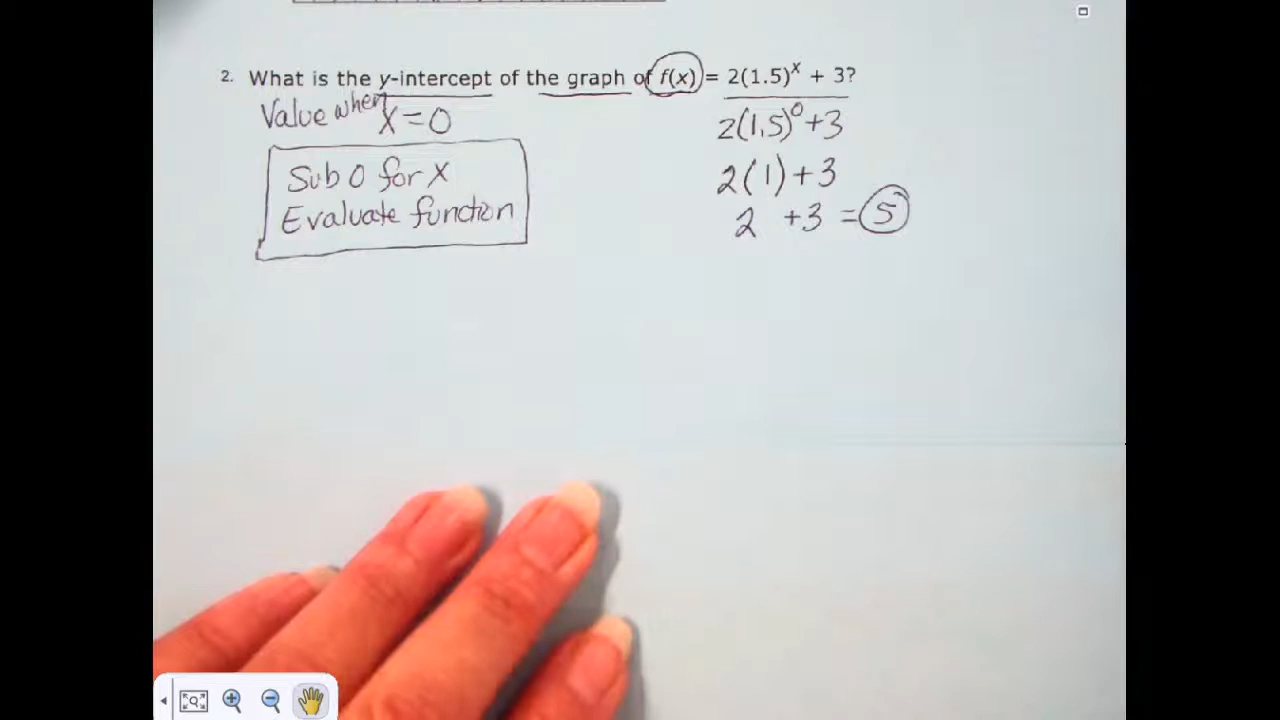 2. What is the y-intercept of the graph of f(x) = 2(1.5)^x + 3?
Value when x = 0
2(1.5)^0 + 3
Sub 0 for x
2(1) + 3
Evaluate function
2 + 3 = 5